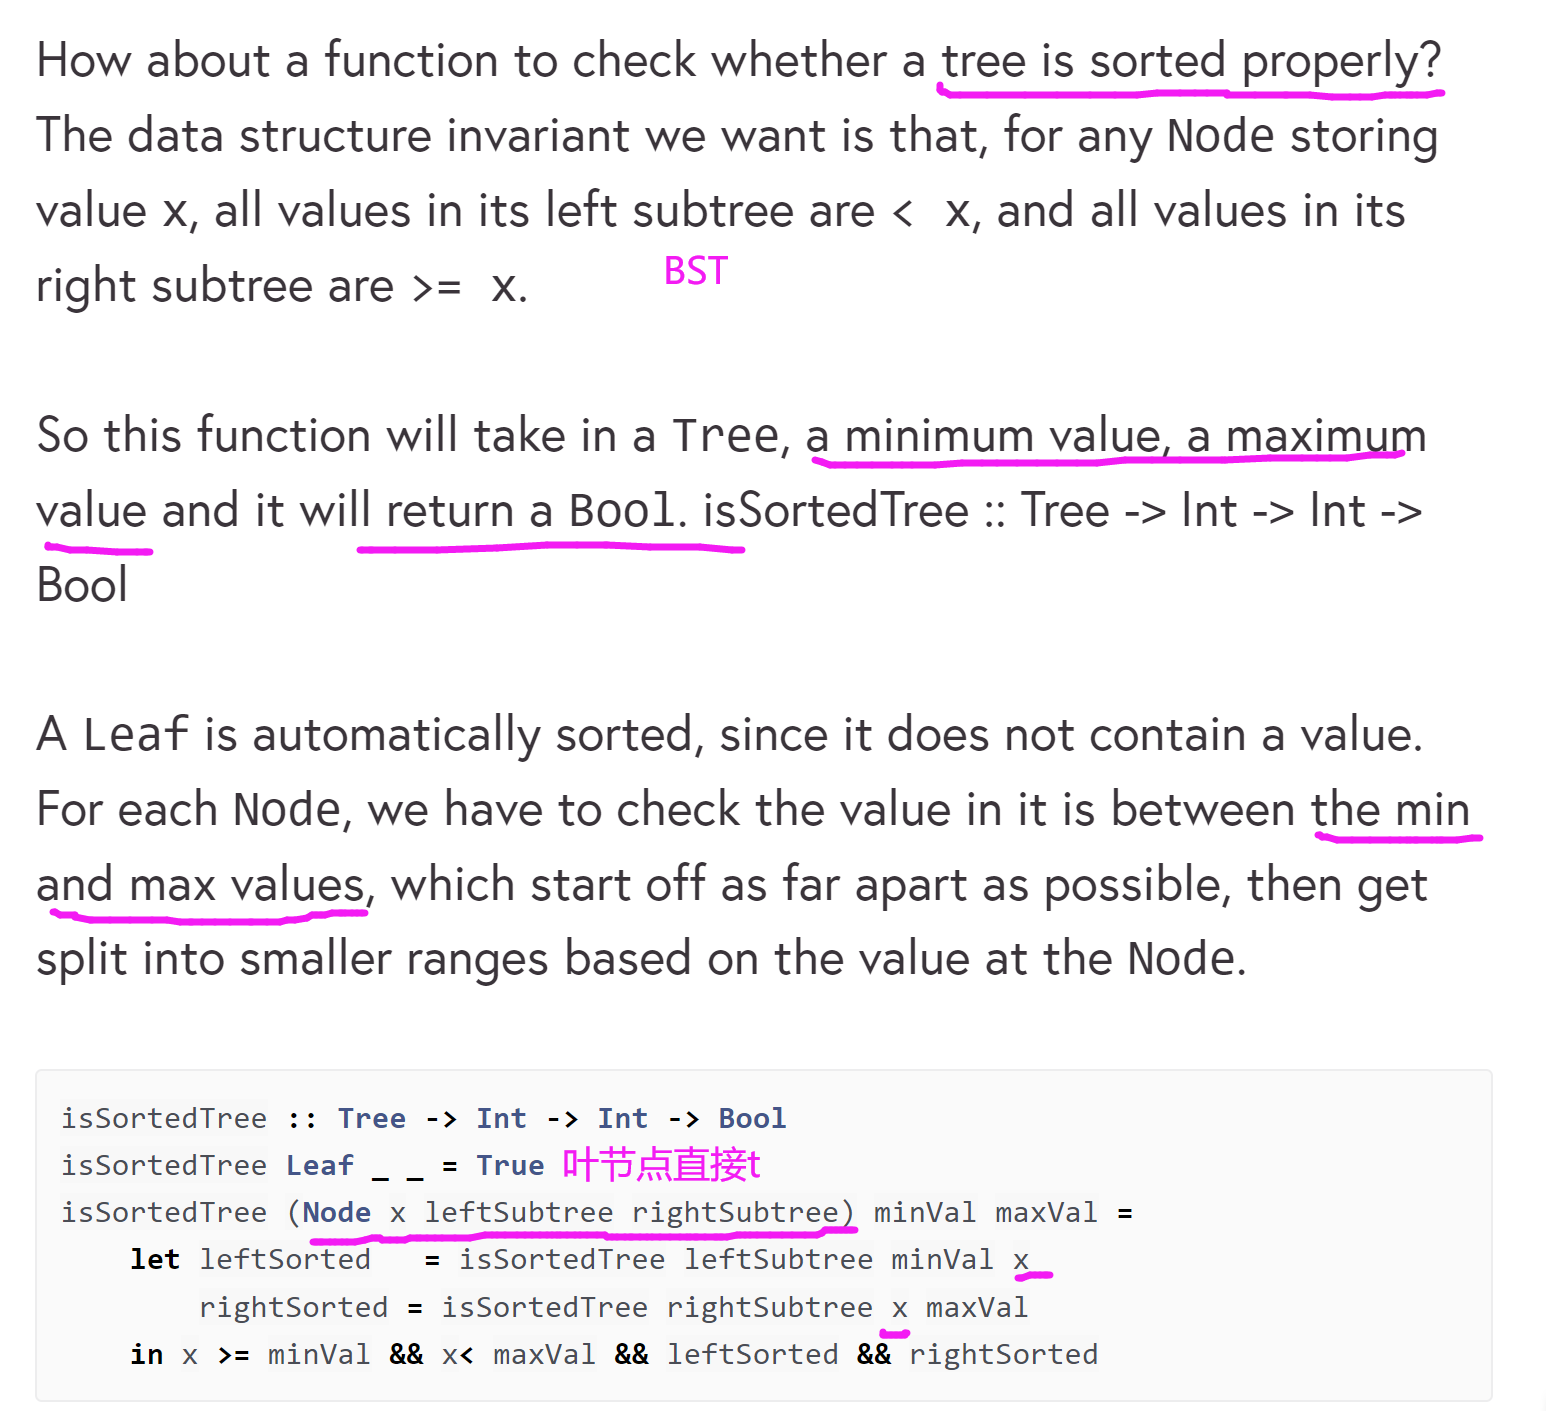 How about a function to check whether a tree is sorted properly?
The data structure invariant we want is that, for any Node storing
value x, all values in its left subtree are < x, and all values in its
right subtree are >= x.
BST
So this function will take in a Tree, a minimum value, a maximum
value and it will return a Bool. isSortedTree :: Tree -> Int -> Int ->
Bool
A Leaf is automatically sorted, since it does not contain a value.
For each Node, we have to check the value in it is between the min
and max values, which start off as far apart as possible, then get
split into smaller ranges based on the value at the Node.
isSortedTree :: Tree -> Int -> Int -> Bool
isSortedTree Leaf _ _ = True 叶节点直接t
isSortedTree (Node x leftSubtree rightSubtree) minVal maxVal =
    let leftSorted   = isSortedTree leftSubtree minVal x
        rightSorted = isSortedTree rightSubtree x maxVal
    in x >= minVal && x< maxVal && leftSorted && rightSorted